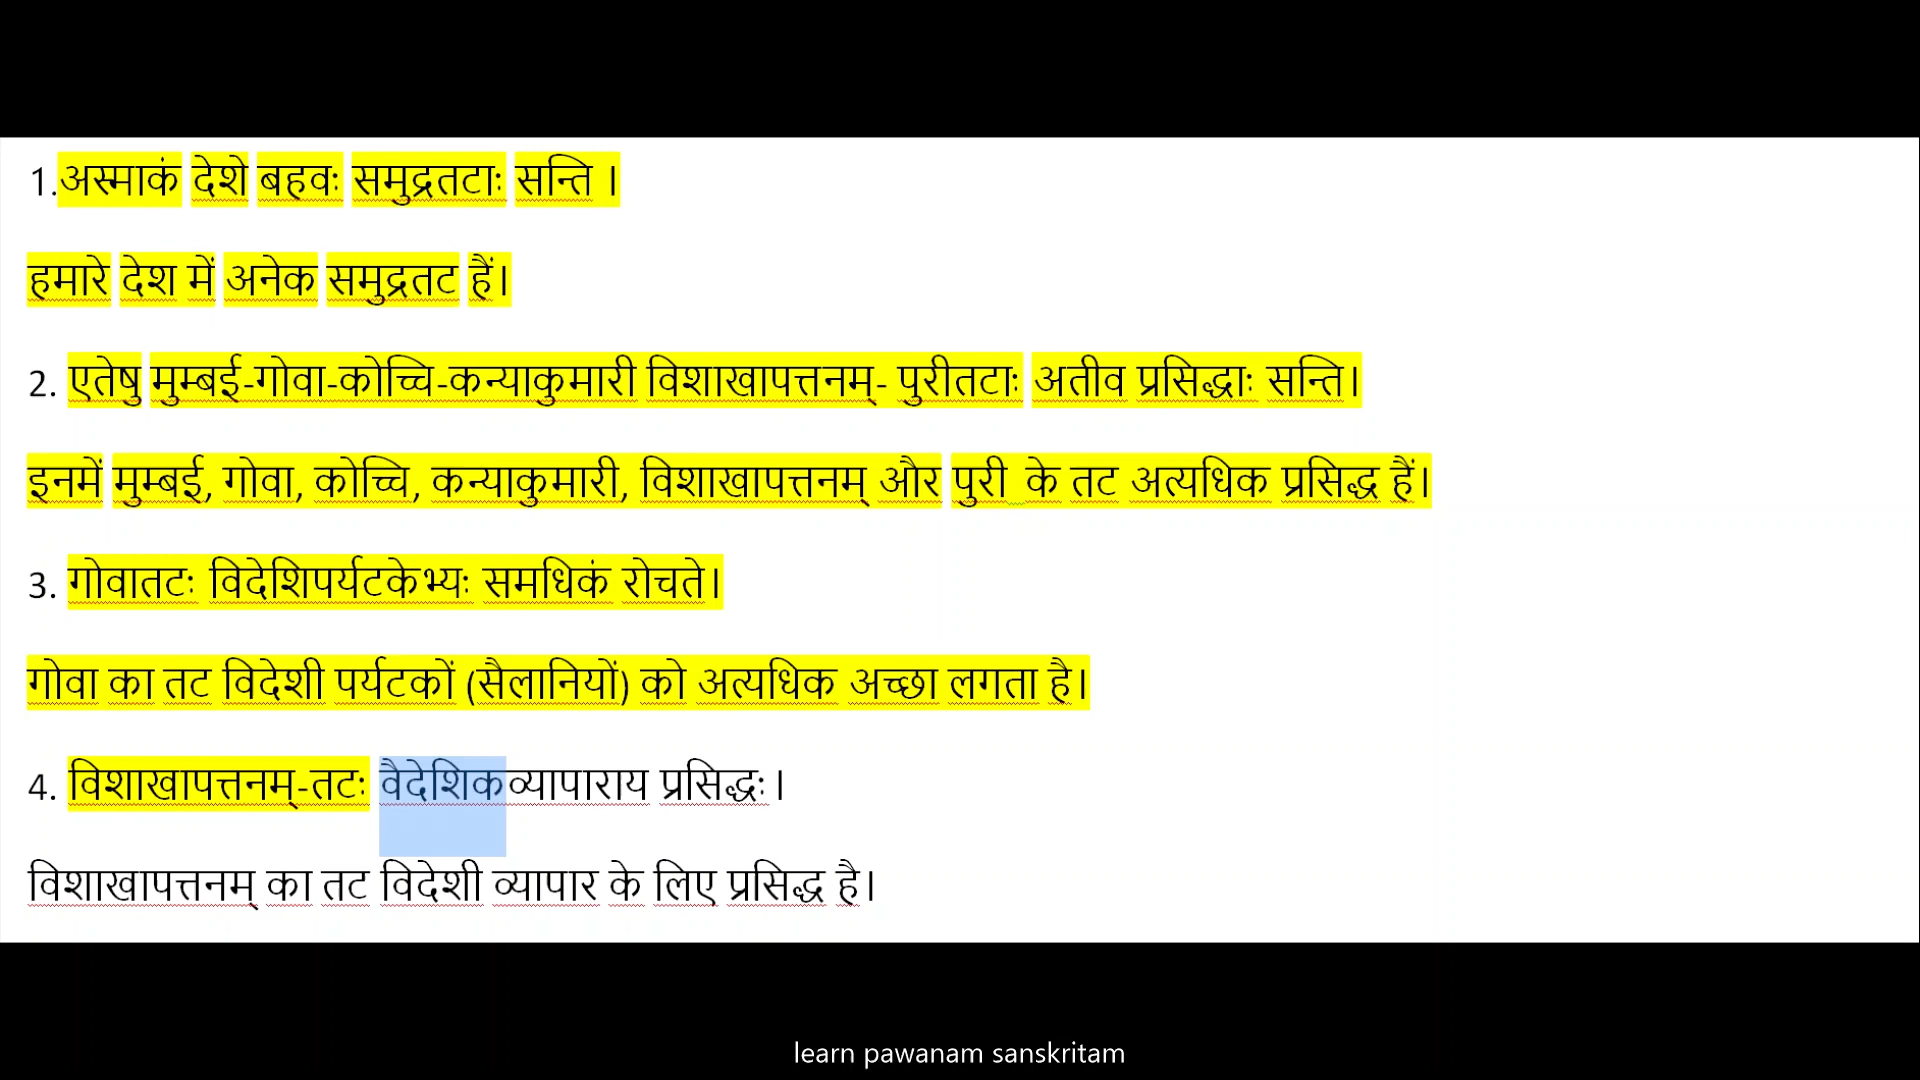 1.अस्माकं देशे बहवः समुद्रतटाः सन्ति ।
हमारे देश में अनेक समुद्रतट हैं।
2. एतेषु मुम्बई-गोवा-कोच्चि-कन्याकुमारी विशाखापत्तनम्- पुरीतटाः अतीव प्रसिद्धाः सन्ति।
इनमें मुम्बई, गोवा, कोच्चि, कन्याकुमारी, विशाखापत्तनम् और पुरी के तट अत्यधिक प्रसिद्ध हैं।
3. गोवातटः विदेशिपर्यटकेभ्यः समधिकं रोचते।
गोवा का तट विदेशी पर्यटकों (सैलानियों) को अत्यधिक अच्छा लगता है।
4. विशाखापत्तनम्-तटः वैदेशिकव्यापाराय प्रसिद्धः ।
विशाखापत्तनम् का तट विदेशी व्यापार के लिए प्रसिद्ध है।
learn pawanam sanskritam